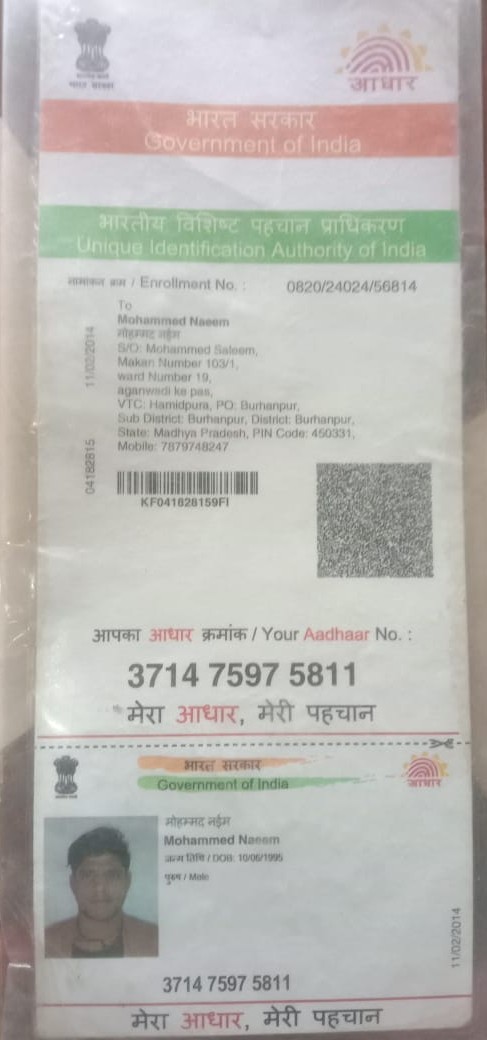 भारत सरकार
आधार
भारत सरकार
Government of India
भारतीय विशिष्ट पहचान प्राधिकरण
Unique Identification Authority of India
नामांकन क्रम / Enrollment No. : 0820/24024/56814
To
Mohammed Naeem
मोहम्मद नईम
S/O: Mohammed Saleem,
Makan Number 103/1,
ward Number 19,
aganwadi ke pas,
VTC: Hamidpura, PO: Burhanpur,
Sub District: Burhanpur, District: Burhanpur,
State: Madhya Pradesh, PIN Code: 450331,
Mobile: 7879748247
11/02/2014
04182815
KF041828159FI
आपका आधार क्रमांक / Your Aadhaar No. :
3714 7597 5811
मेरा आधार, मेरी पहचान
भारत सरकार
Government of India
आधार
मोहम्मद नईम
Mohammed Naeem
जन्म तिथि / DOB: 10/06/1995
पुरुष / Male
11/02/2014
3714 7597 5811
मेरा आधार, मेरी पहचान